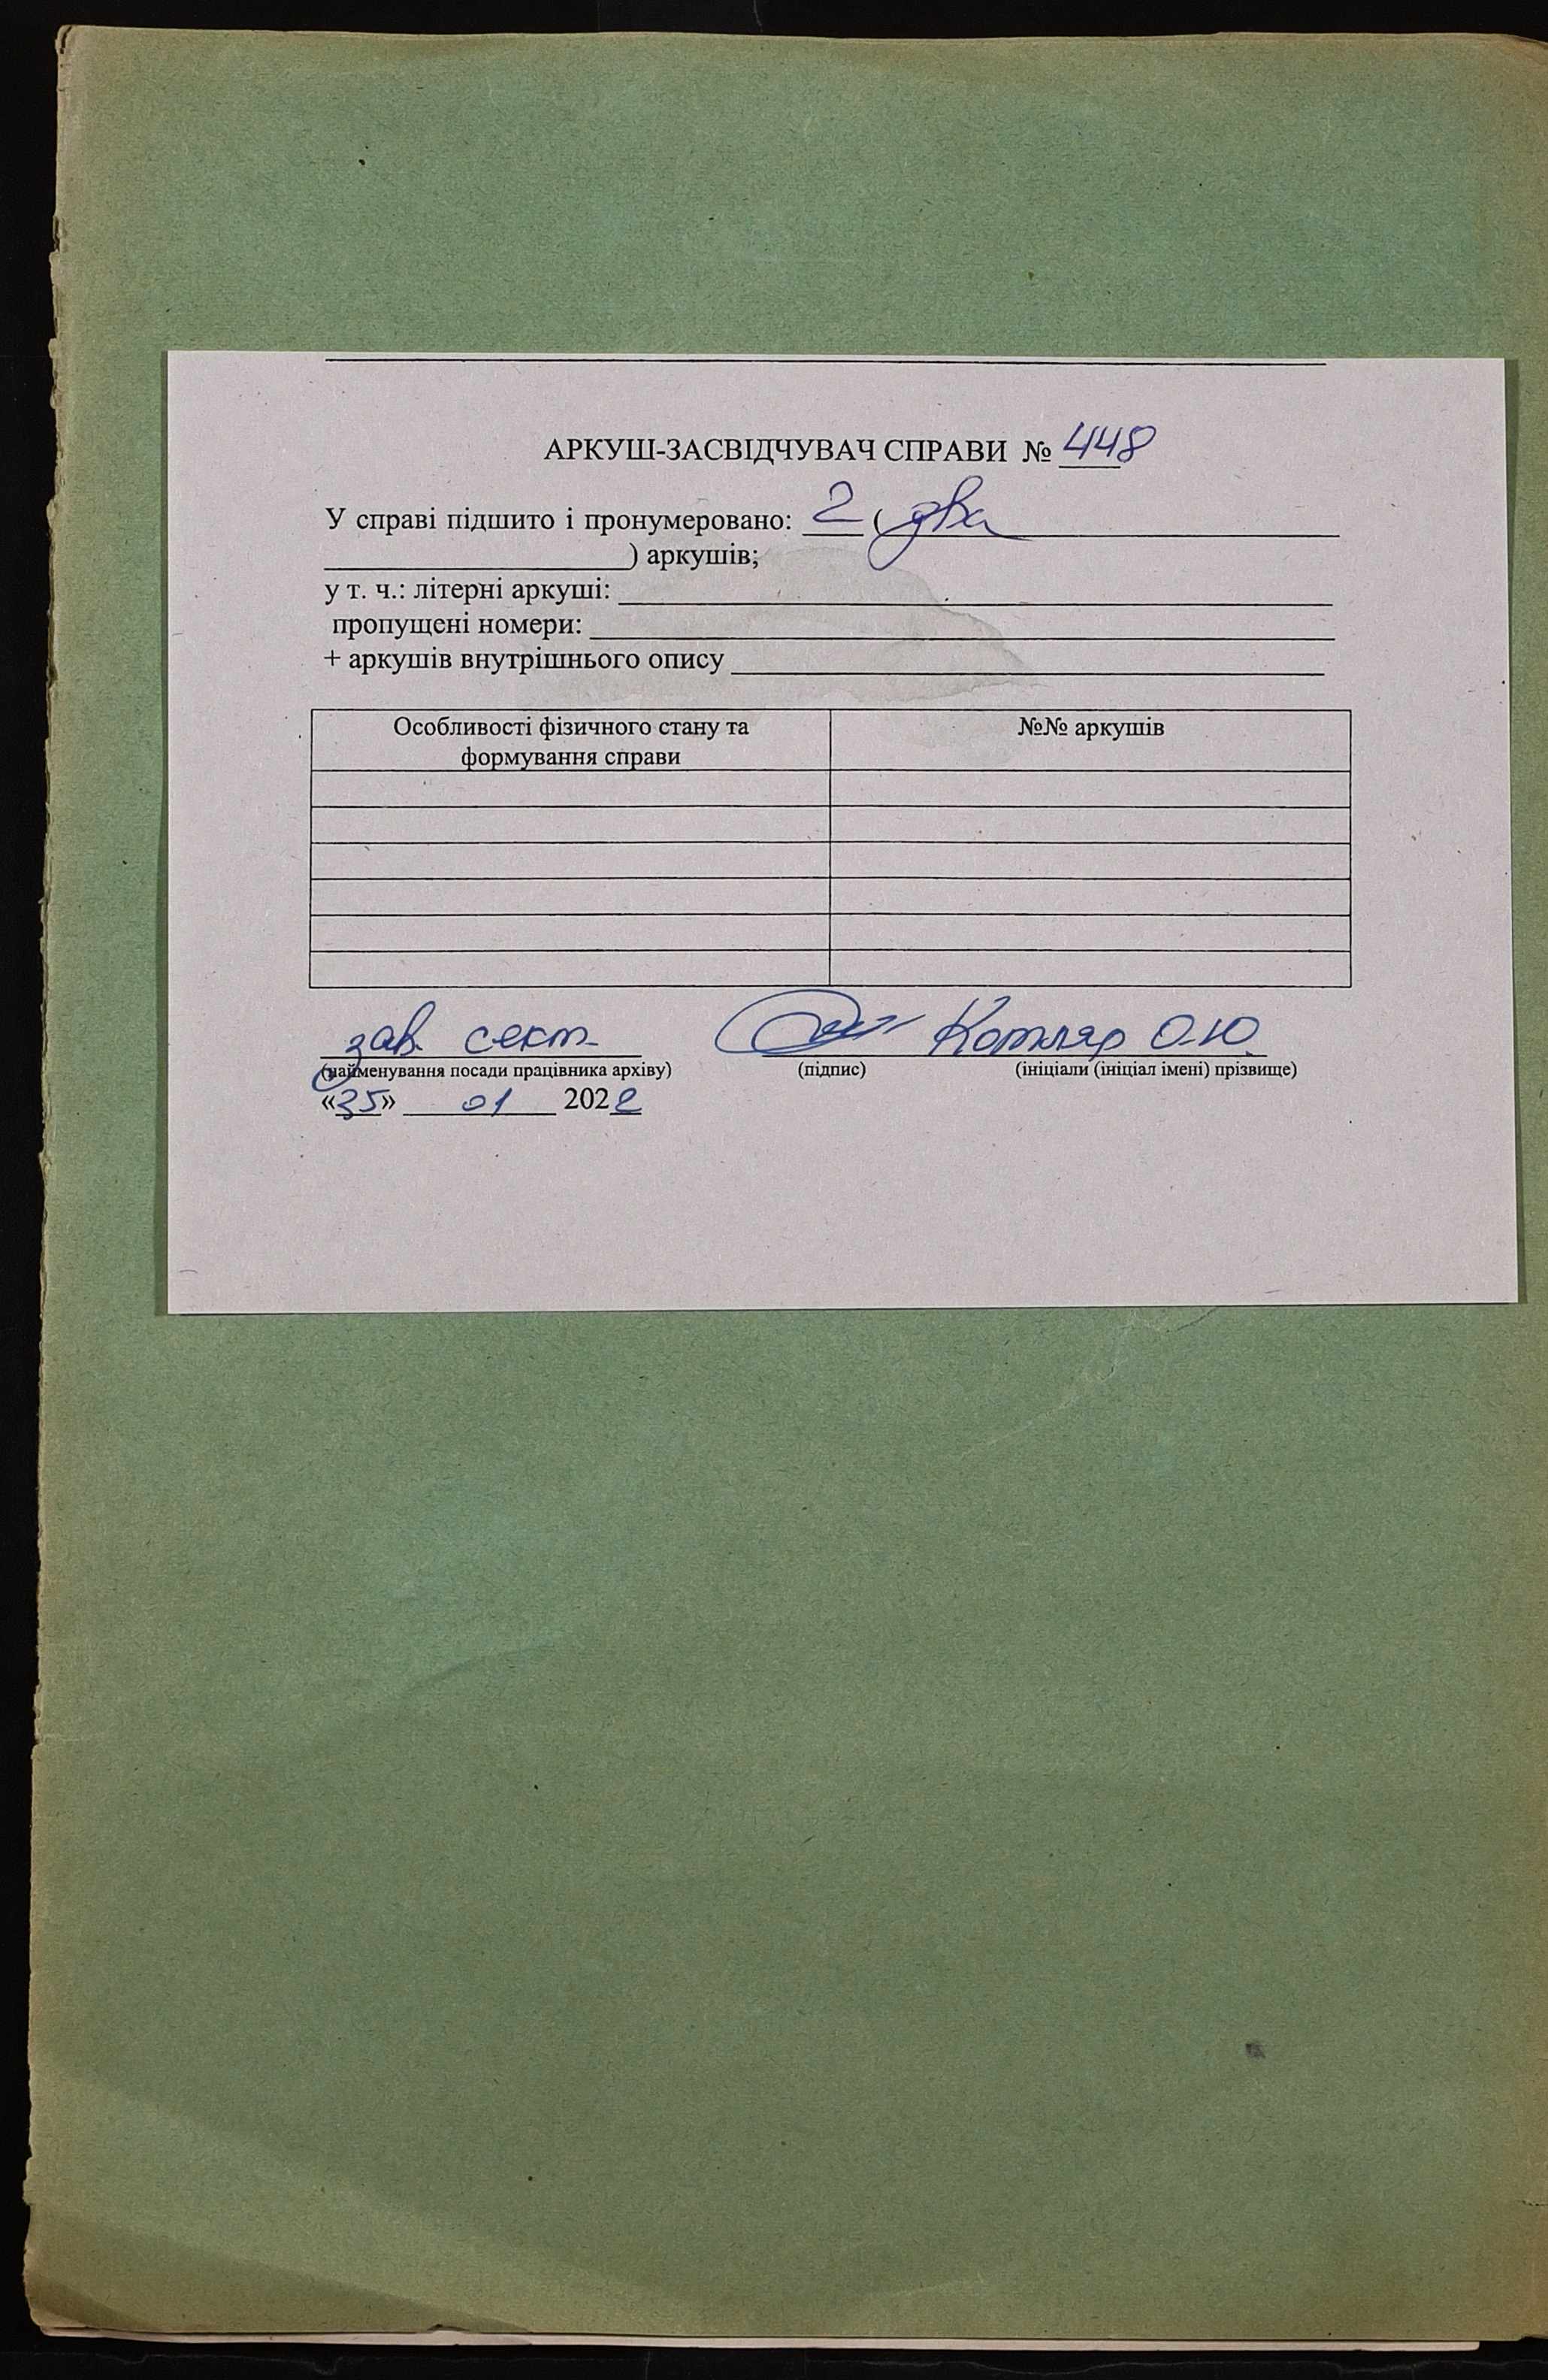 АРКУШ-ЗАСВІДЧУВАЧ СПРАВИ № 448
У справі підшито і пронумеровано: 2 ( два
) аркушів;
у т. ч.: літерні аркуші:
пропущені номери:
+ аркушів внутрішнього опису
Особливості фізичного стану та формування справи
№№ аркушів
зав. сект. Котляр О.Ю.
(найменування посади працівника архіву) (підпис) (ініціали (ініціал імені) прізвище)
«25» 01 2022